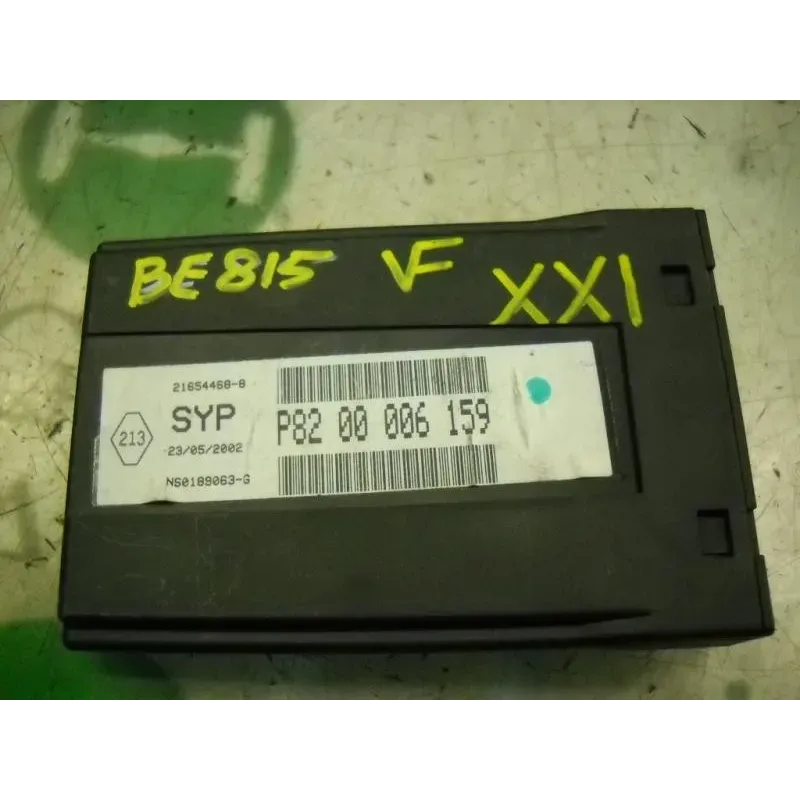 BE815 VF XXI
21654468-8
SYP
213
23/05/2002
NS0189063-G
P82 00 006 159